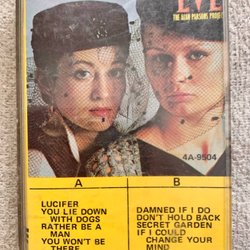 EVE
THE ALAN PARSONS PROJECT
4A-9504
A
B
LUCIFER
YOU LIE DOWN
WITH DOGS
RATHER BE A
MAN
YOU WON'T BE
THERE
DAMNED IF I DO
DON'T HOLD BACK
SECRET GARDEN
IF I COULD
CHANGE YOUR
MIND